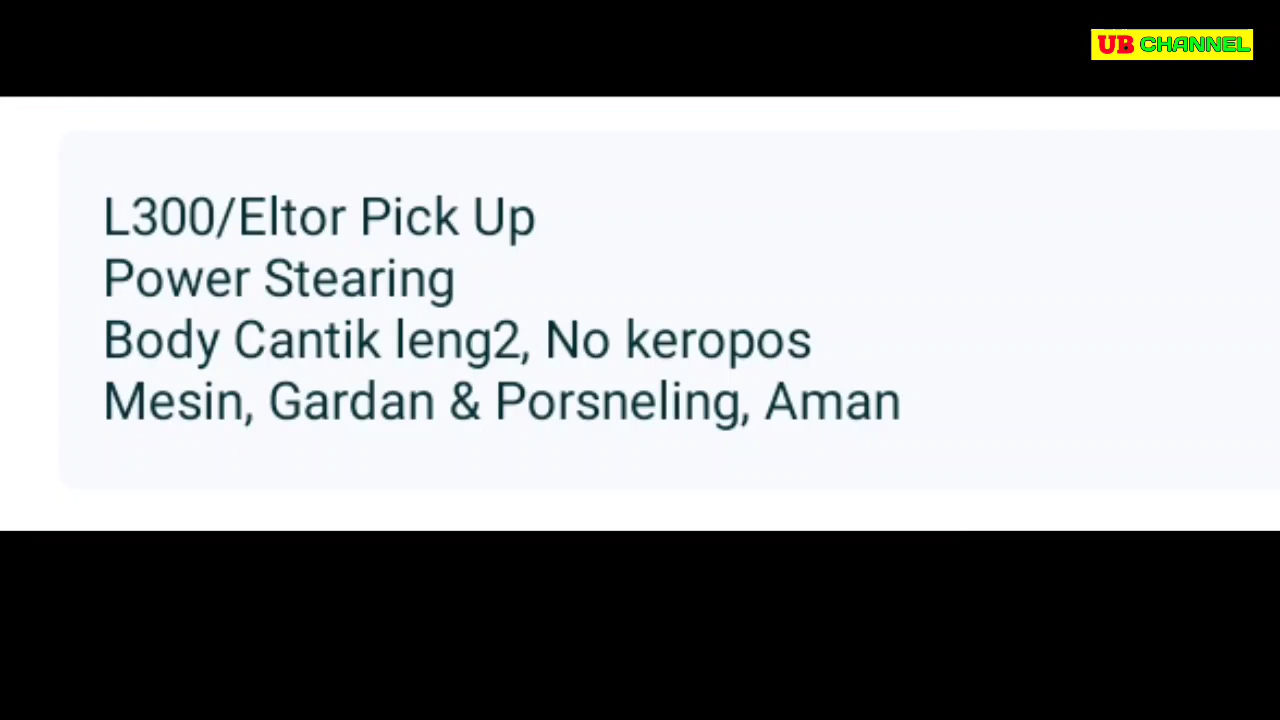 UB CHANNEL
L300/Eltor Pick Up
Power Stearing
Body Cantik leng2, No keropos
Mesin, Gardan & Porsneling, Aman